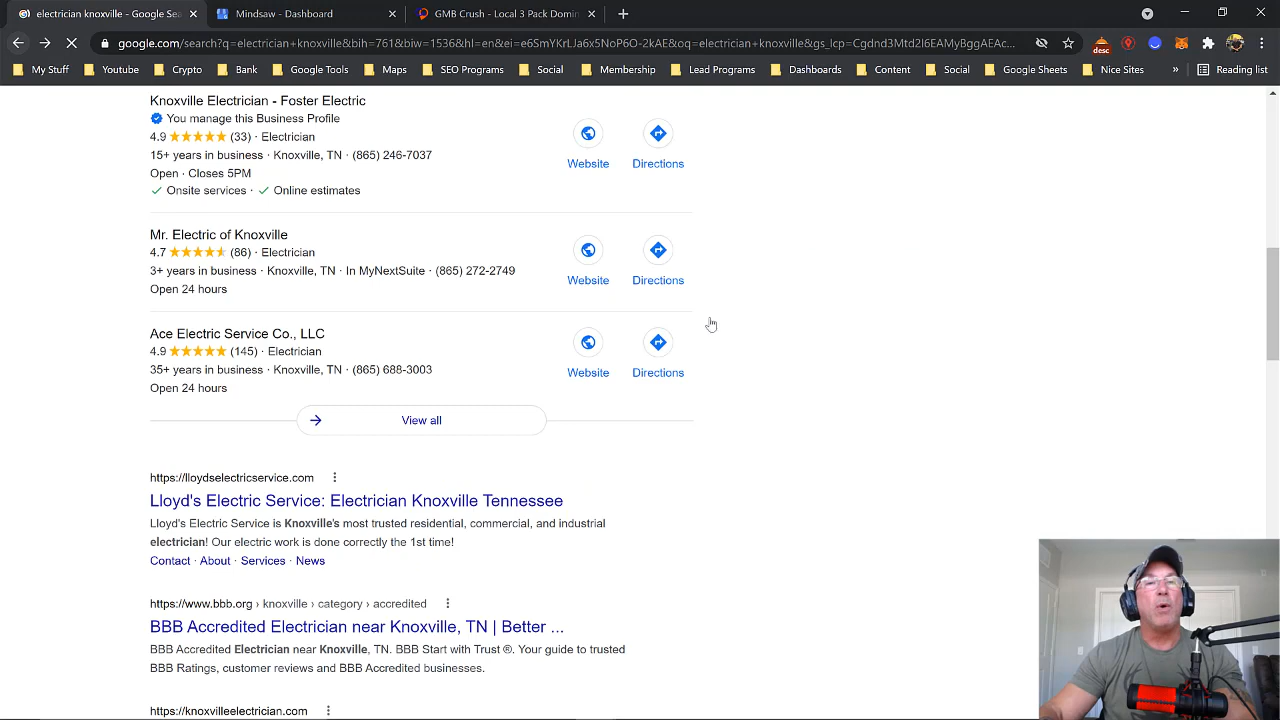 electrician knoxville - Google Sea
Mindsaw - Dashboard
GMB Crush - Local 3 Pack Domin
google.com/search?q=electrician+knoxville&bih=761&biw=1536&hl=en&ei=e6SmYKrLJa6x5NoP6O-2kAE&oq=electrician+knoxville&gs_lcp=Cgdnd3Mtd2l6EAMyBggAEAc...
desc
My Stuff
Youtube
Crypto
Bank
Google Tools
Maps
SEO Programs
Social
Membership
Lead Programs
Dashboards
Content
Social
Google Sheets
Nice Sites
»
Reading list
Knoxville Electrician - Foster Electric
You manage this Business Profile
4.9 ★★★★★ (33) · Electrician
15+ years in business · Knoxville, TN · (865) 246-7037
Open · Closes 5PM
✓ Onsite services · ✓ Online estimates
Website
Directions
Mr. Electric of Knoxville
4.7 ★★★★★ (86) · Electrician
3+ years in business · Knoxville, TN · In MyNextSuite · (865) 272-2749
Open 24 hours
Website
Directions
Ace Electric Service Co., LLC
4.9 ★★★★★ (145) · Electrician
35+ years in business · Knoxville, TN · (865) 688-3003
Open 24 hours
Website
Directions
View all
https://lloydselectricservice.com
Lloyd's Electric Service: Electrician Knoxville Tennessee
Lloyd's Electric Service is Knoxville's most trusted residential, commercial, and industrial
electrician! Our electric work is done correctly the 1st time!
Contact · About · Services · News
https://www.bbb.org › knoxville › category › accredited
BBB Accredited Electrician near Knoxville, TN | Better ...
BBB Accredited Electrician near Knoxville, TN. BBB Start with Trust ®. Your guide to trusted
BBB Ratings, customer reviews and BBB Accredited businesses.
https://knoxvilleelectrician.com